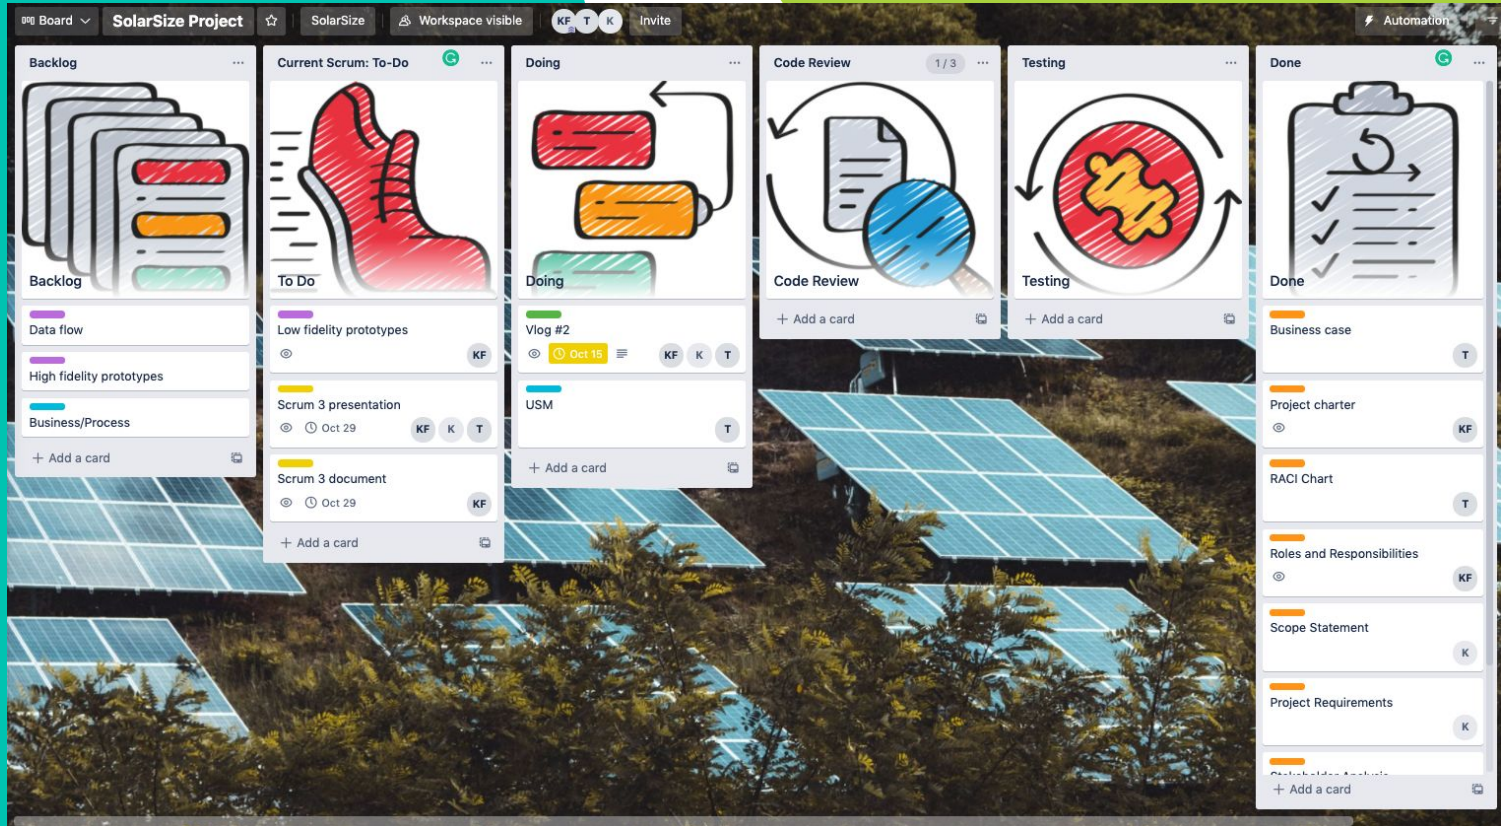 Board
SolarSize Project
SolarSize
Workspace visible
KF T K
Invite
Automation
Backlog
Backlog
Data flow
High fidelity prototypes
Business/Process
+ Add a card
Current Scrum: To-Do
To Do
Low fidelity prototypes
KF
Scrum 3 presentation
Oct 29
KF K T
Scrum 3 document
Oct 29
KF
+ Add a card
Doing
Doing
Vlog #2
Oct 15
KF K T
USM
T
+ Add a card
Code Review
1 / 3
Code Review
+ Add a card
Testing
Testing
+ Add a card
Done
Done
Business case
T
Project charter
KF
RACI Chart
T
Roles and Responsibilities
KF
Scope Statement
K
Project Requirements
K
Stakeholder Analysis
+ Add a card